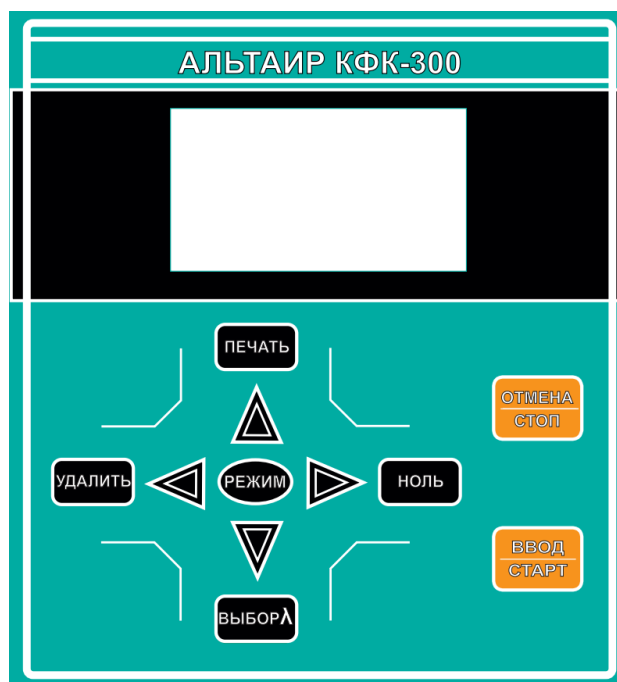 АЛЬТАИР КФК-300
ПЕЧАТЬ
ОТМЕНА
СТОП
УДАЛИТЬ
РЕЖИМ
НОЛЬ
ВВОД
СТАРТ
ВЫБОРλ